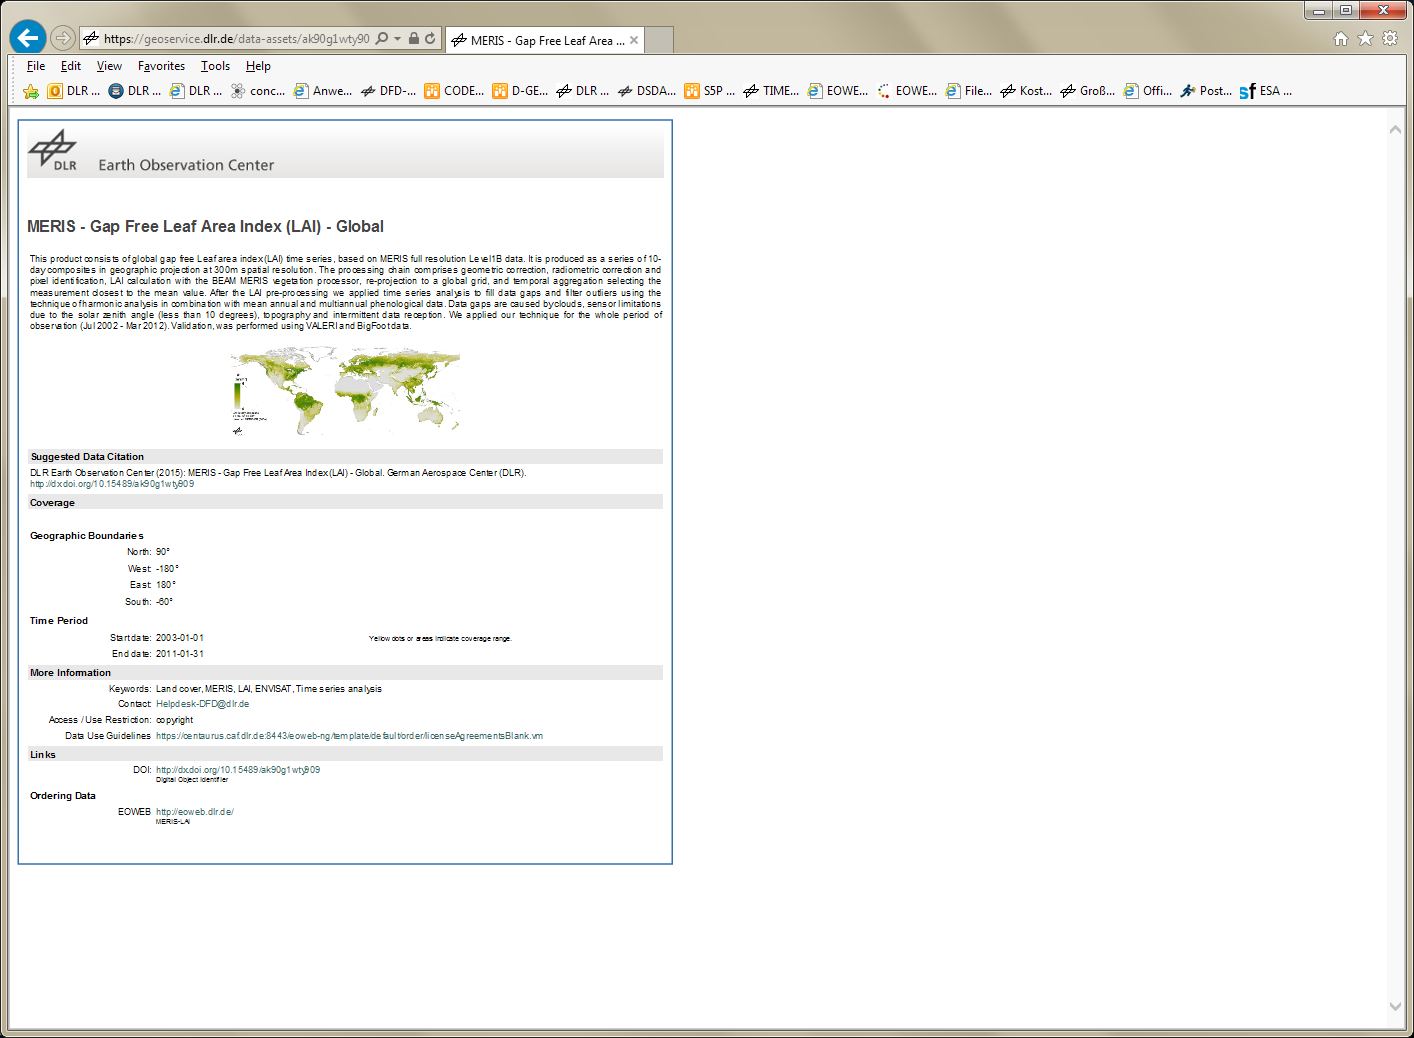 https://geoservice.dlr.de/data-assets/ak90g1wty90
MERIS - Gap Free Leaf Area ...
File Edit View Favorites Tools Help
DLR ... DLR ... DLR ... conc... Anwe... DFD-... CODE... D-GE... DLR ... DSDA... S5P ... TIME... EOWE... EOWE... File... Kost... Groß... Offi... Post... ESA ...
DLR Earth Observation Center
MERIS - Gap Free Leaf Area Index (LAI) - Global
This product consists of global gap free Leaf area index (LAI) time series, based on MERIS full resolution Level1B data. It is produced as a series of 10-
day composites in geographic projection at 300m spatial resolution. The processing chain comprises geometric correction, radiometric correction and
pixel identification, LAI calculation with the BEAM MERIS vegetation processor, re-projection to a global grid, and temporal aggregation selecting the
measurement closest to the mean value. After the LAI pre-processing we applied time series analysis to fill data gaps and filter outliers using the
technique of harmonic analysis in combination with mean annual and multiannual phenological data. Data gaps are caused by clouds, sensor limitations
due to the solar zenith angle (less than 10 degrees), topography and intermittent data reception. We applied our technique for the whole period of
observation (Jul 2002 - Mar 2012). Validation, was performed using VALERI and BigFoot data.
Suggested Data Citation
DLR Earth Observation Center (2015): MERIS - Gap Free Leaf Area Index (LAI) - Global. German Aerospace Center (DLR).
http://dx.doi.org/10.15489/ak90g1wty909
Coverage
Geographic Boundaries
North: 90°
West: -180°
East: 180°
South: -60°
Time Period
Start date: 2003-01-01
Yellow dots or areas indicate coverage range.
End date: 2011-01-31
More Information
Keywords: Land cover, MERIS, LAI, ENVISAT, Time series analysis
Contact: Helpdesk-DFD@dlr.de
Access / Use Restriction: copyright
Data Use Guidelines https://centaurus.caf.dlr.de:8443/eoweb-ng/template/default/order/licenseAgreementsBlank.vm
Links
DOI: http://dx.doi.org/10.15489/ak90g1wty909
Digital Object Identifier
Ordering Data
EOWEB http://eoweb.dlr.de/
MERIS-LAI